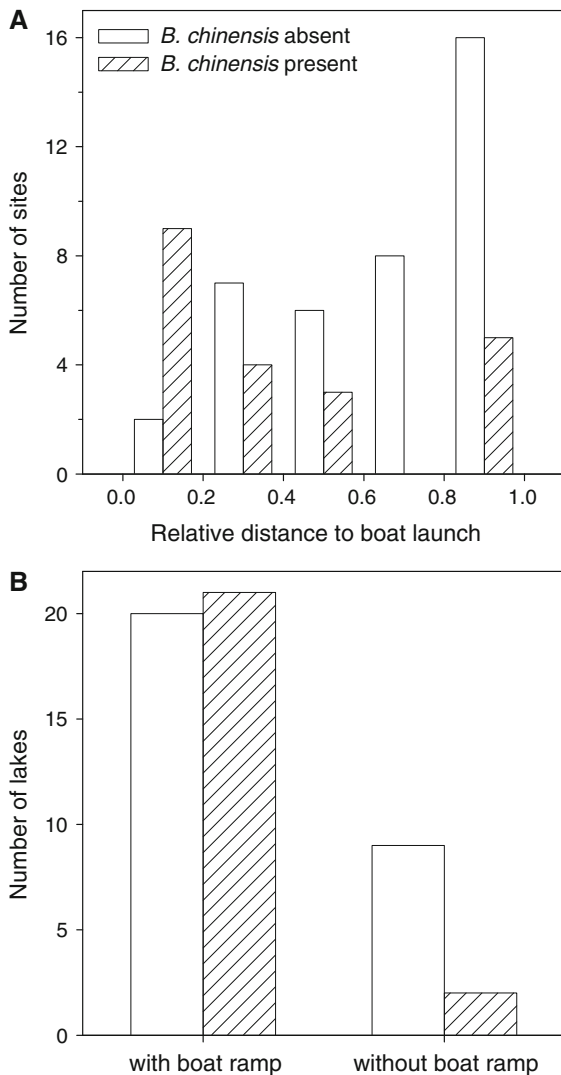 A
B. chinensis absent
B. chinensis present
Number of sites
16
12
8
4
0
0.0 0.2 0.4 0.6 0.8 1.0
Relative distance to boat launch
B
Number of lakes
20
15
10
5
0
with boat ramp without boat ramp